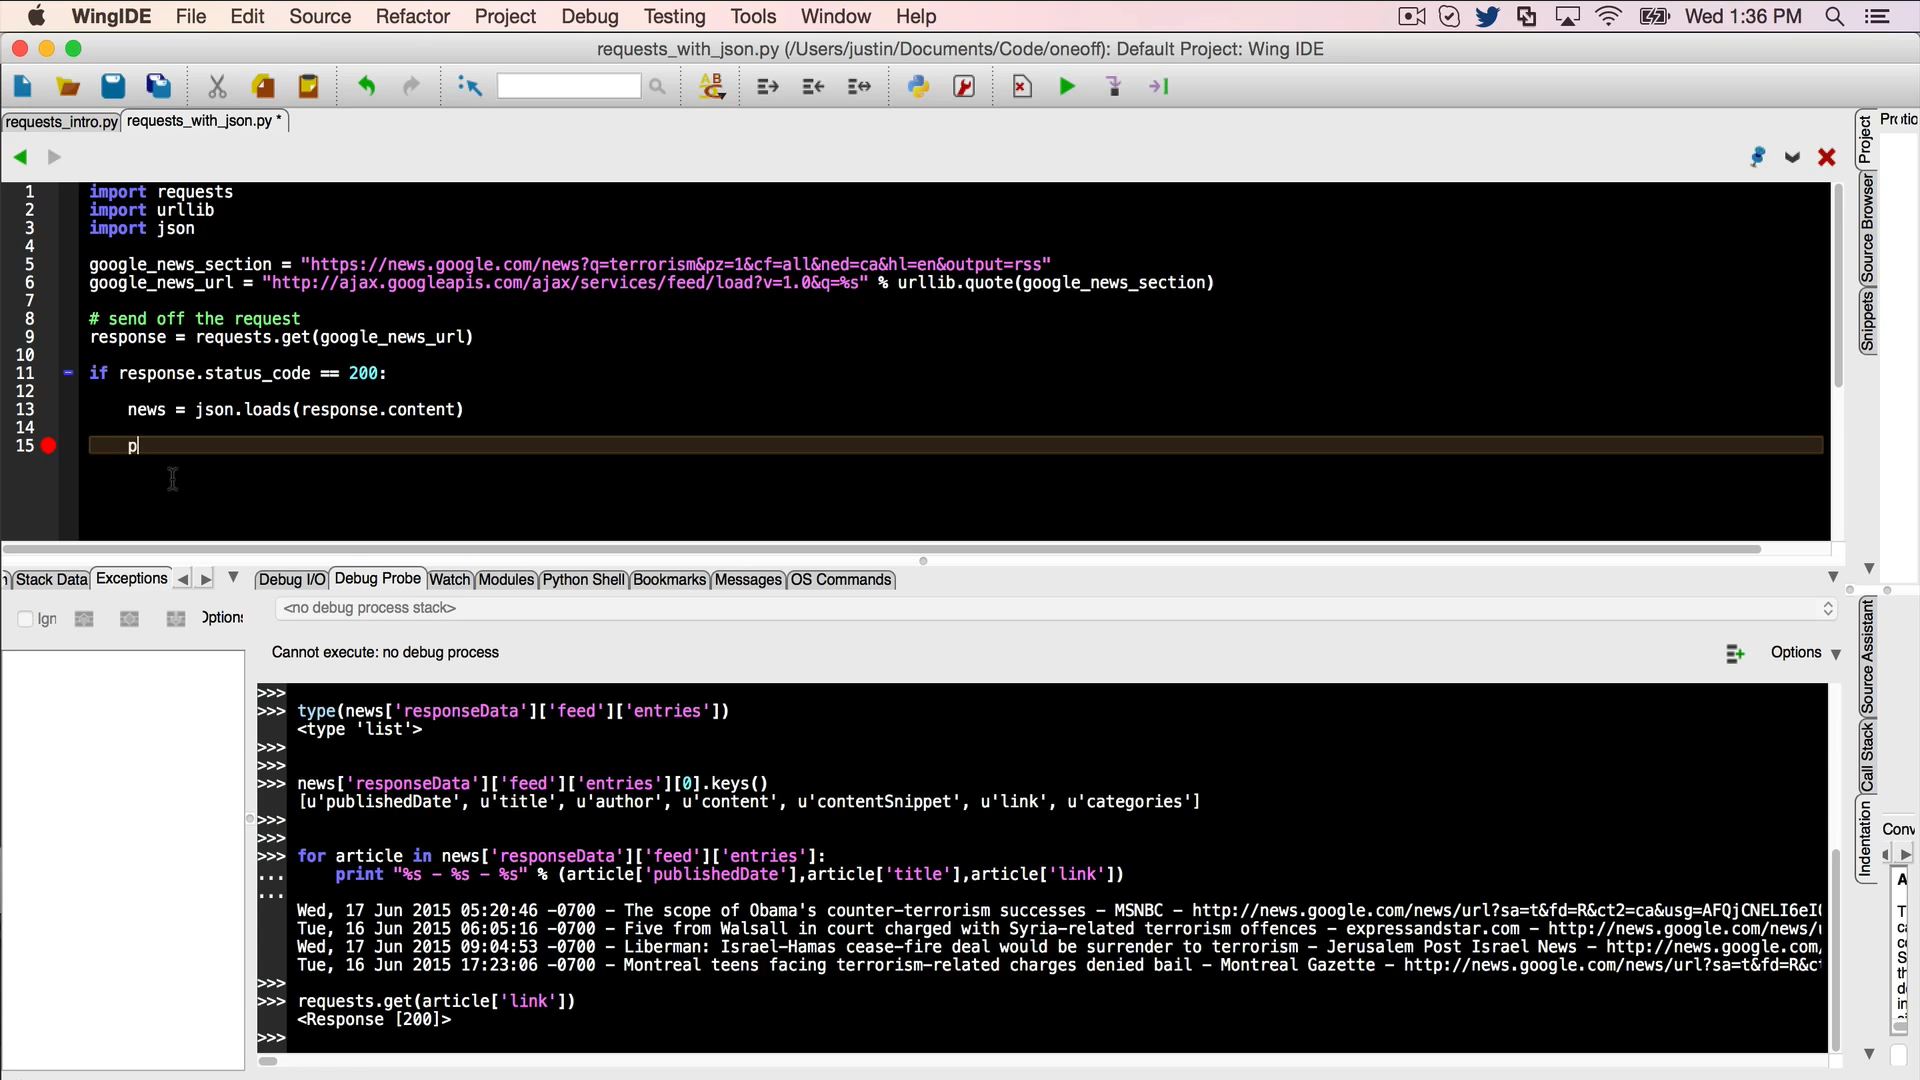 WingIDE File Edit Source Refactor Project Debug Testing Tools Window Help Wed 1:36 PM
requests_with_json.py (/Users/justin/Documents/Code/oneoff): Default Project: Wing IDE
requests_intro.py requests_with_json.py *
1 import requests
2 import urllib
3 import json
4
5 google_news_section = "https://news.google.com/news?q=terrorism&pz=1&cf=all&ned=ca&hl=en&output=rss"
6 google_news_url = "http://ajax.googleapis.com/ajax/services/feed/load?v=1.0&q=%s" % urllib.quote(google_news_section)
7
8 # send off the request
9 response = requests.get(google_news_url)
10
11 if response.status_code == 200:
12
13 news = json.loads(response.content)
14
15 p
Project
Source Browser
Snippets
Stack Data Exceptions Debug I/O Debug Probe Watch Modules Python Shell Bookmarks Messages OS Commands
Ign Options <no debug process stack>
Cannot execute: no debug process Options
>>>
>>> type(news['responseData']['feed']['entries'])
<type 'list'>
>>>
>>>
>>> news['responseData']['feed']['entries'][0].keys()
[u'publishedDate', u'title', u'author', u'content', u'contentSnippet', u'link', u'categories']
>>>
>>>
>>> for article in news['responseData']['feed']['entries']:
... print "%s - %s - %s" % (article['publishedDate'],article['title'],article['link'])
...
Wed, 17 Jun 2015 05:20:46 -0700 - The scope of Obama's counter-terrorism successes - MSNBC - http://news.google.com/news/url?sa=t&fd=R&ct2=ca&usg=AFQjCNELI6eI
Tue, 16 Jun 2015 06:05:16 -0700 - Five from Walsall in court charged with Syria-related terrorism offences - expressandstar.com - http://news.google.com/news/u
Wed, 17 Jun 2015 09:04:53 -0700 - Liberman: Israel-Hamas cease-fire deal would be surrender to terrorism - Jerusalem Post Israel News - http://news.google.com/
Tue, 16 Jun 2015 17:23:06 -0700 - Montreal teens facing terrorism-related charges denied bail - Montreal Gazette - http://news.google.com/news/url?sa=t&fd=R&c
>>>
>>> requests.get(article['link'])
<Response [200]>
>>>
Source Assistant
Call Stack
Indentation